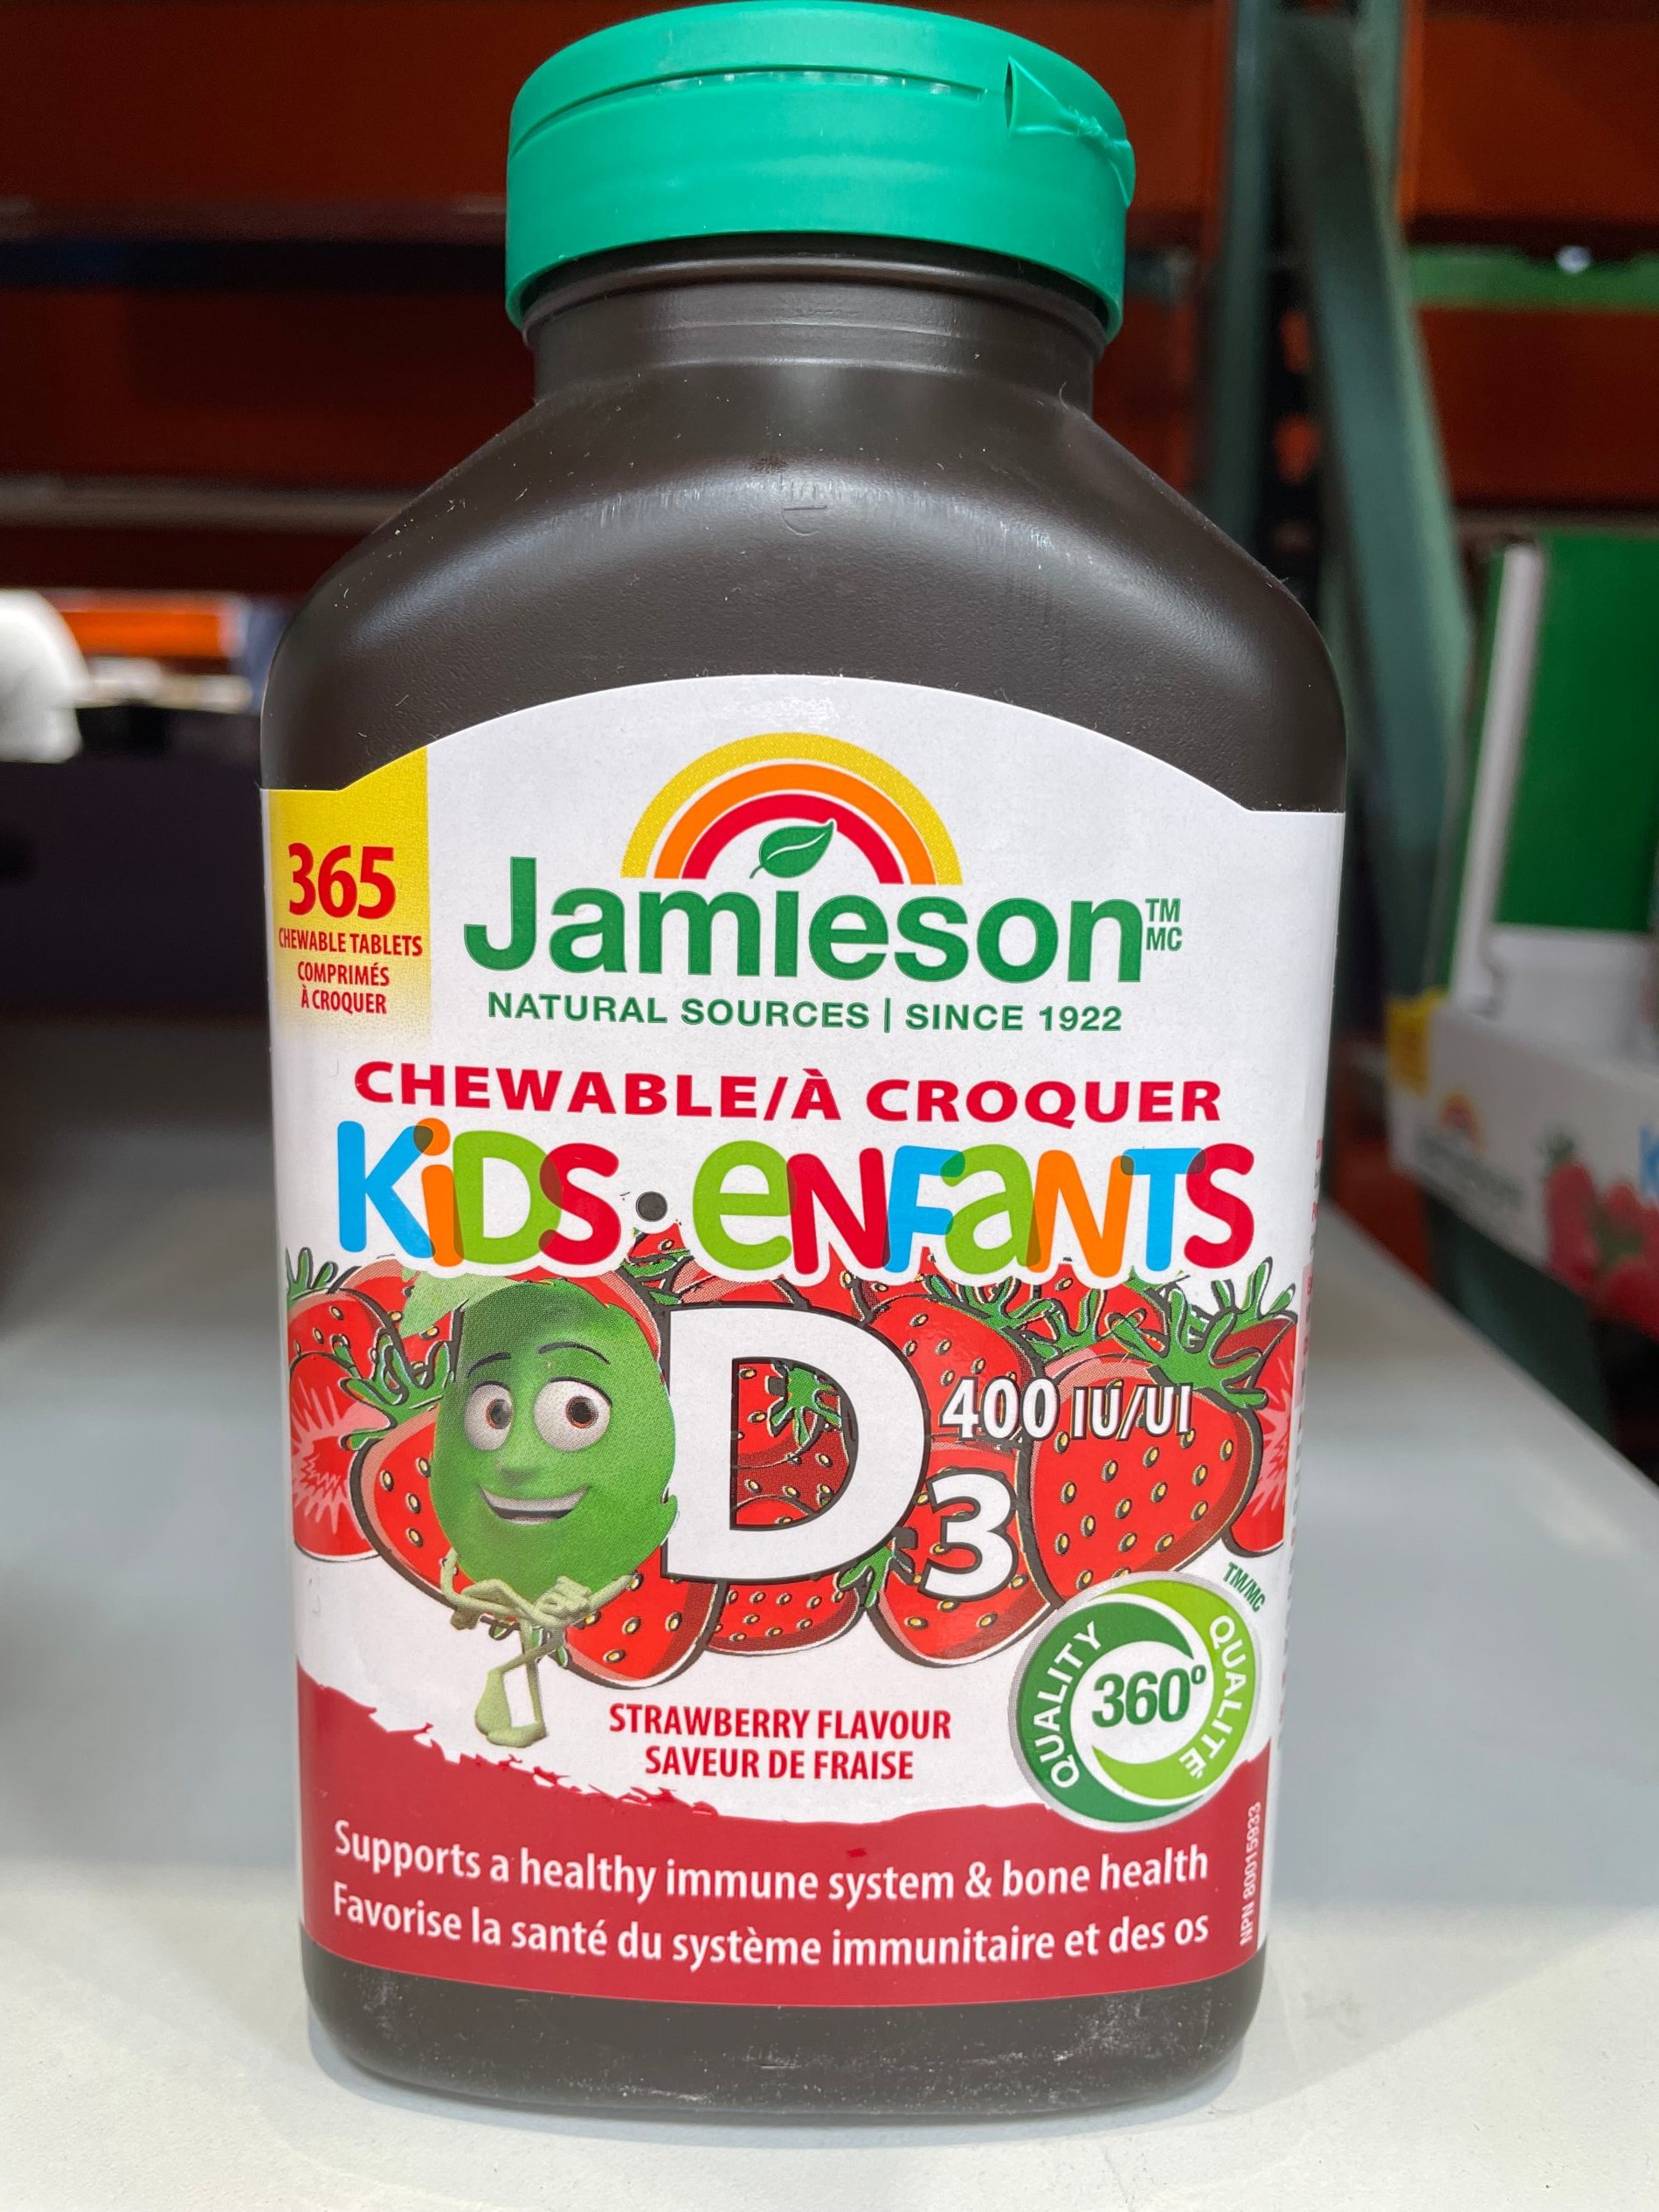 365
CHEWABLE TABLETS
COMPRIMÉS
À CROQUER
Jamieson TM MC
NATURAL SOURCES | SINCE 1922
CHEWABLE/À CROQUER
KiDS • eNFaNTS
D3 400 IU/UI
STRAWBERRY FLAVOUR
SAVEUR DE FRAISE
QUALITY 360° QUALITÉ TM/MC
Supports a healthy immune system & bone health
Favorise la santé du système immunitaire et des os
NPN 80015933